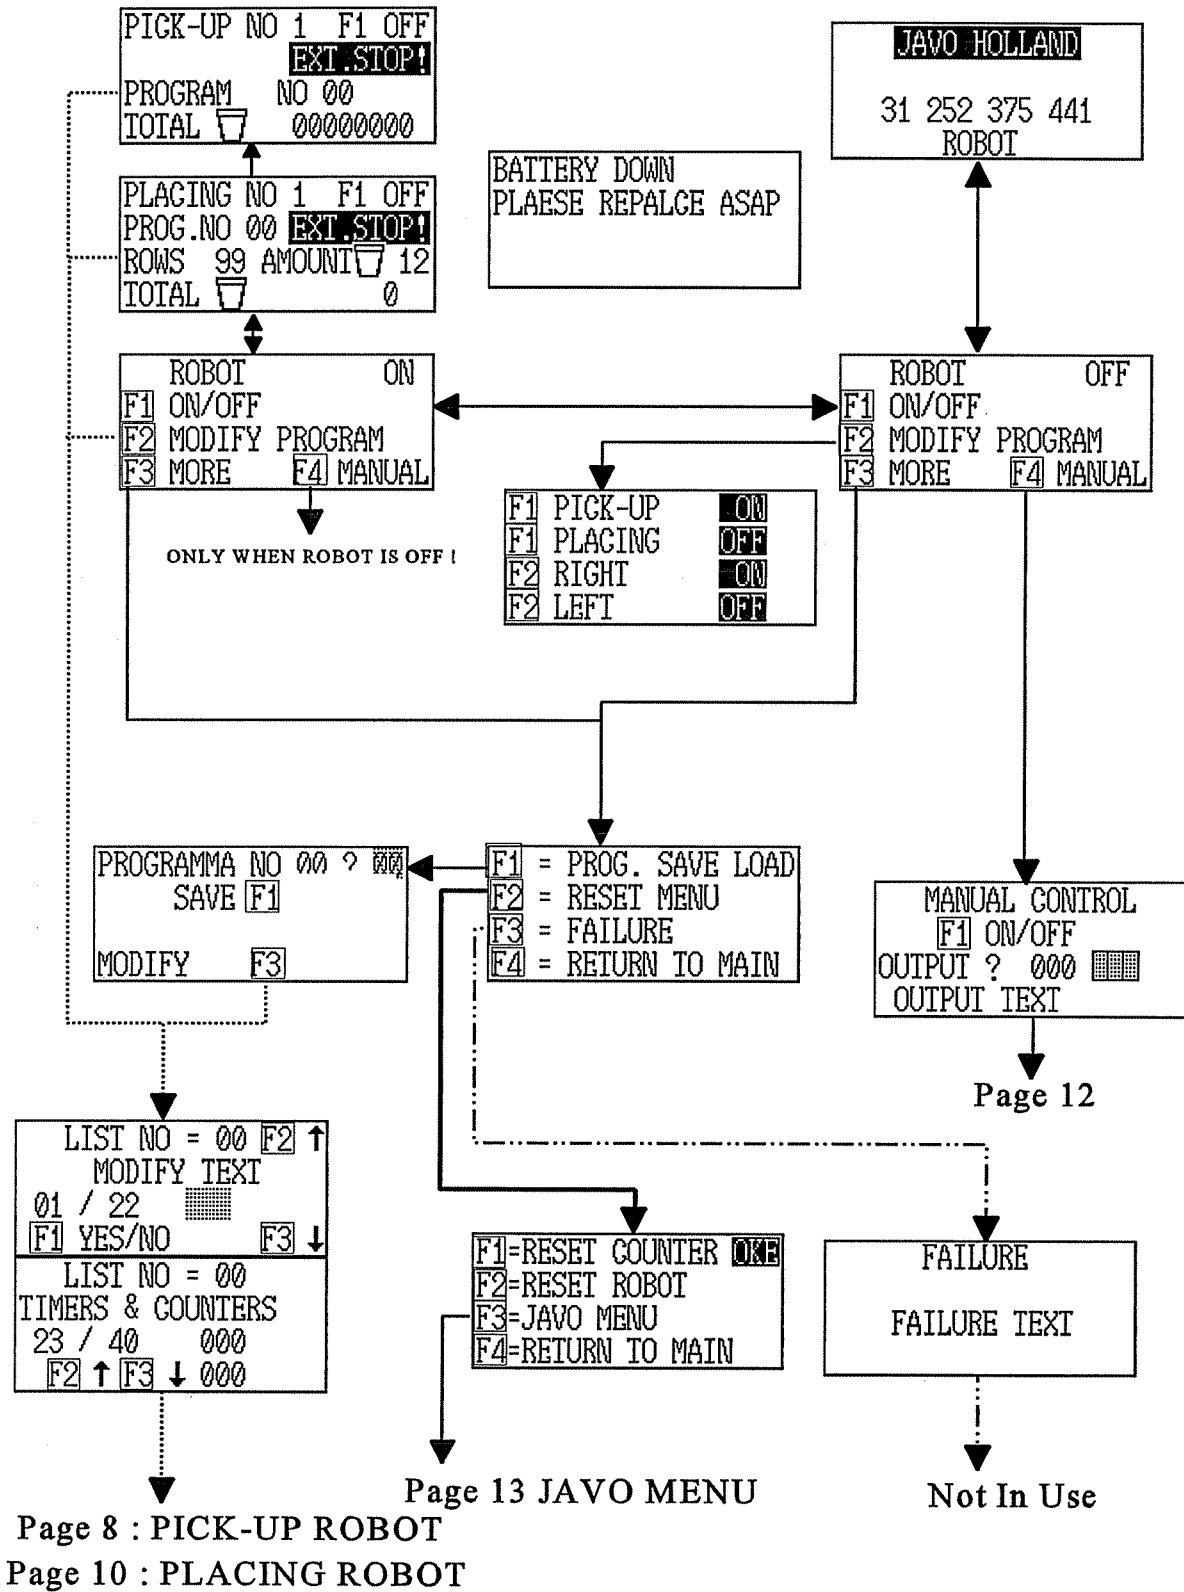 PICK-UP NO 1 F1 OFF
EXT.STOP!
PROGRAM NO 00
TOTAL 00000000
JAVO HOLLAND
31 252 375 441
ROBOT
BATTERY DOWN
PLAESE REPALCE ASAP
PLACING NO 1 F1 OFF
PROG.NO 00 EXT.STOP!
ROWS 99 AMOUNT 12
TOTAL 0
ROBOT ON
F1 ON/OFF
F2 MODIFY PROGRAM
F3 MORE F4 MANUAL
ONLY WHEN ROBOT IS OFF !
ROBOT OFF
F1 ON/OFF
F2 MODIFY PROGRAM
F3 MORE F4 MANUAL
F1 PICK-UP ON
F1 PLACING OFF
F2 RIGHT ON
F2 LEFT OFF
PROGRAMMA NO 00 ? 00
SAVE F1
MODIFY F3
F1 = PROG. SAVE LOAD
F2 = RESET MENU
F3 = FAILURE
F4 = RETURN TO MAIN
MANUAL CONTROL
F1 ON/OFF
OUTPUT ? 000
OUTPUT TEXT
Page 12
LIST NO = 00 F2 ↑
MODIFY TEXT
01 / 22
F1 YES/NO F3 ↓
LIST NO = 00
TIMERS & COUNTERS
23 / 40 000
F2 ↑ F3 ↓ 000
F1=RESET COUNTER OKE
F2=RESET ROBOT
F3=JAVO MENU
F4=RETURN TO MAIN
FAILURE
FAILURE TEXT
Page 13 JAVO MENU
Not In Use
Page 8 : PICK-UP ROBOT
Page 10 : PLACING ROBOT